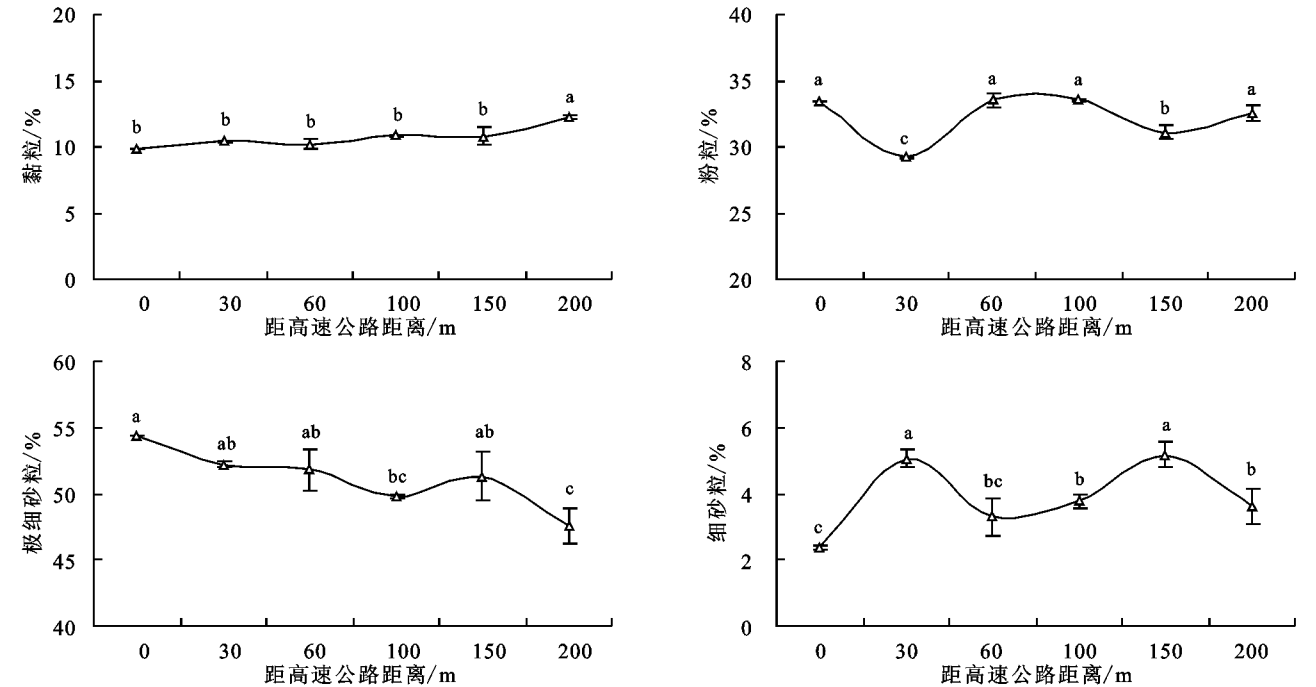 20
15
10
5
0
黏粒/%
b b b b b a
0 30 60 100 150 200
距高速公路距离/m
40
35
30
25
20
粉粒/%
a c a a b a
0 30 60 100 150 200
距高速公路距离/m
60
55
50
45
40
极细砂粒/%
a ab ab bc ab c
0 30 60 100 150 200
距高速公路距离/m
8
6
4
2
0
细砂粒/%
c a bc b a b
0 30 60 100 150 200
距高速公路距离/m